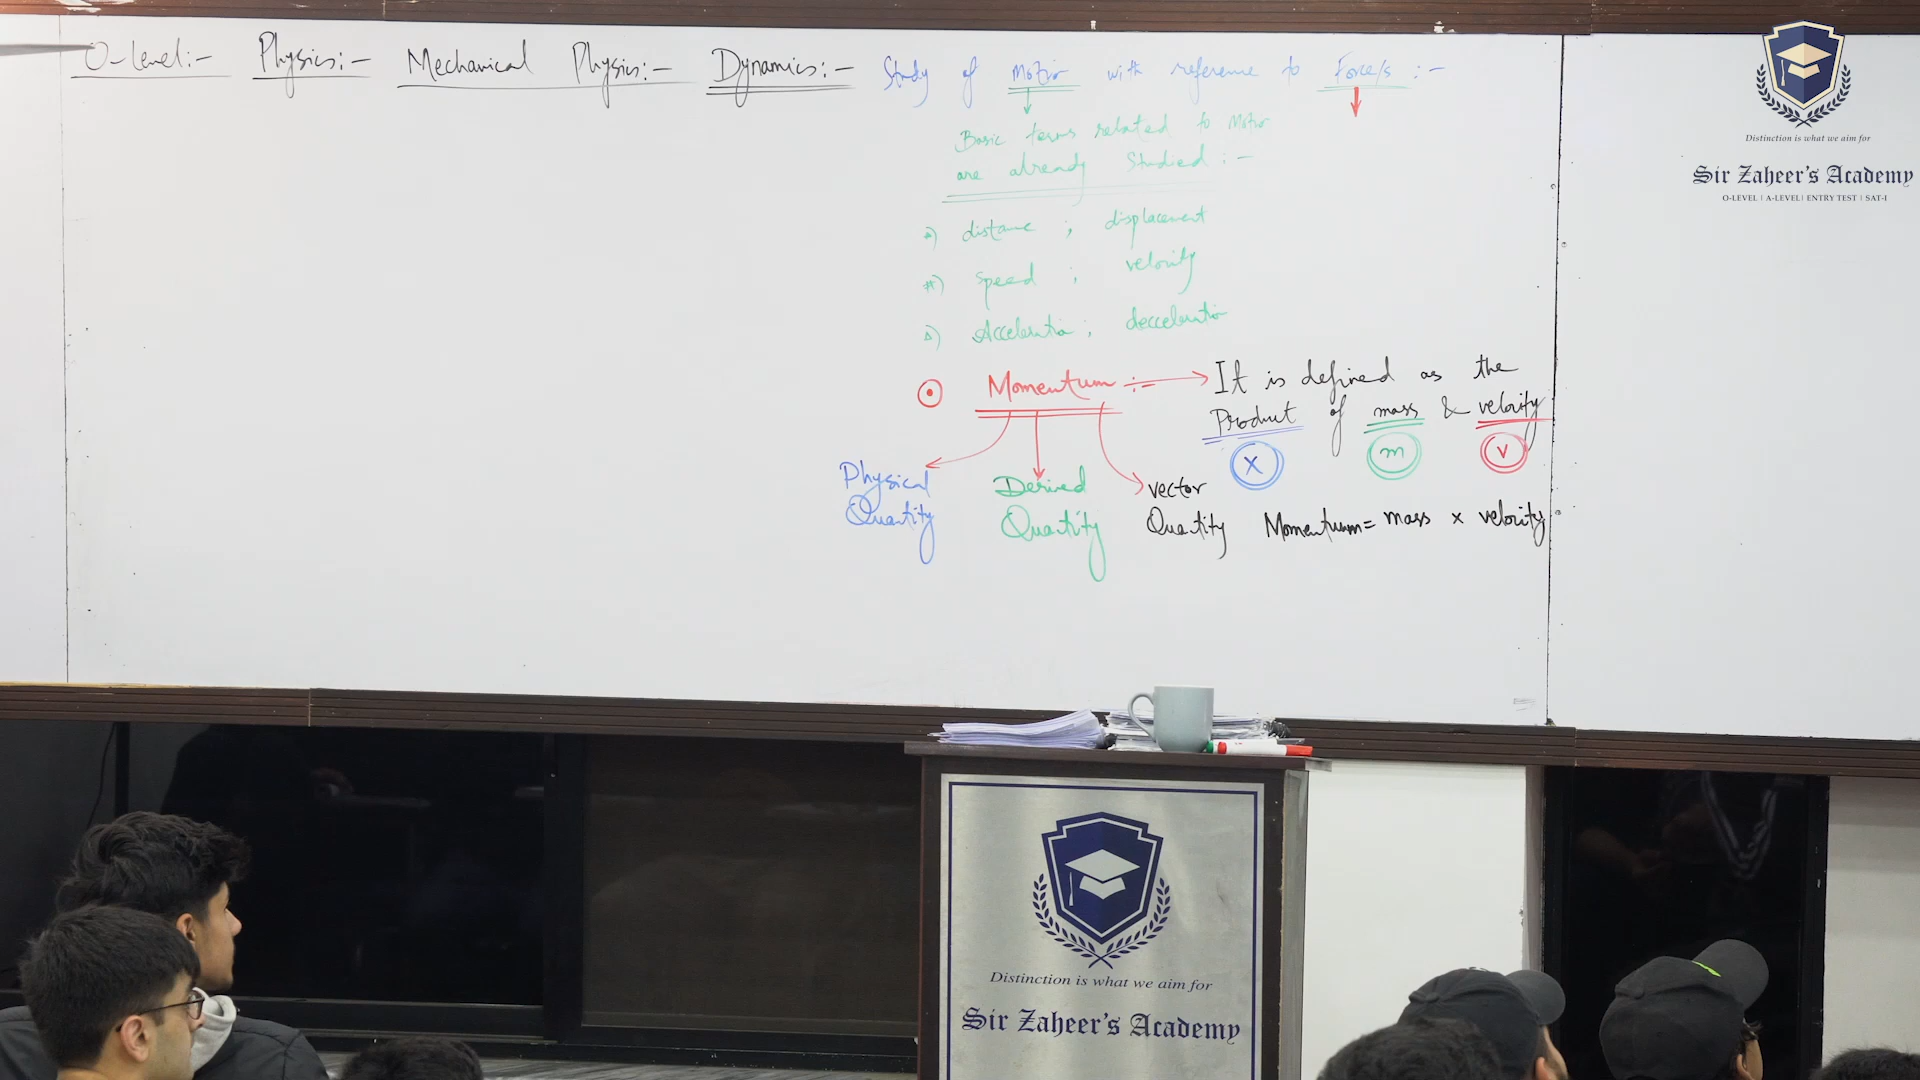 O-level:- Physics:- Mechanical Physics:- Dynamics:- Study of Motion with reference to Force/s :-
Basic terms related to Motion
are already Studied :-
distance ; displacement
speed ; velocity
Acceleration ; decceleration
Momentum :- It is defined as the
Product of mass & velocity
X m v
Physical Quantity
Derived Quantity
vector Quantity
Momentum = mass x velocity
Distinction is what we aim for
Sir Zaheer's Academy
O-LEVEL | A-LEVEL | ENTRY TEST | SAT-I
Distinction is what we aim for
Sir Zaheer's Academy